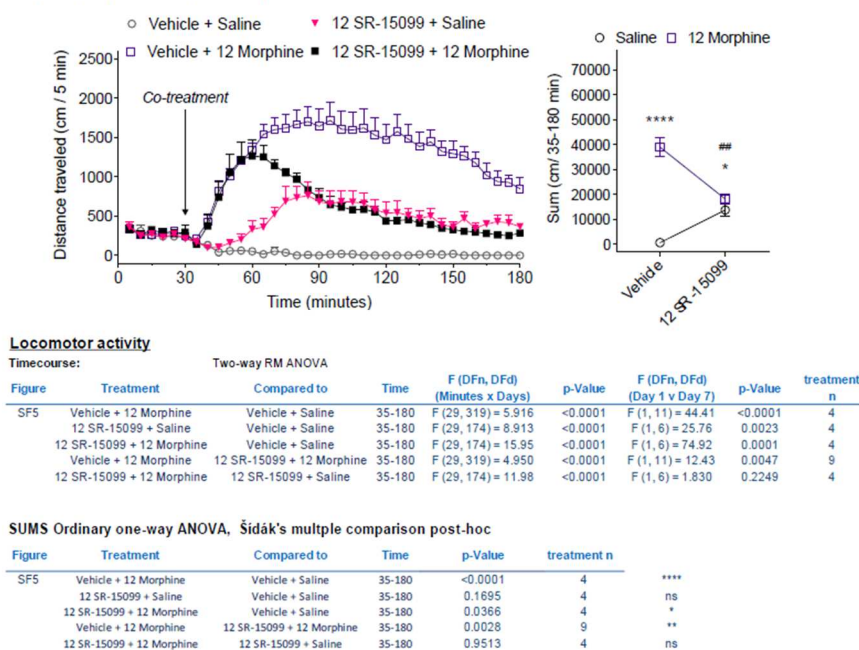 Vehicle + Saline
12 SR-15099 + Saline
Vehicle + 12 Morphine
12 SR-15099 + 12 Morphine
Distance traveled (cm / 5 min)
2500
2000
1500
1000
500
0
Co-treatment
0 30 60 90 120 150 180
Time (minutes)
Saline 12 Morphine
Sum (cm/ 35-180 min)
70000
60000
50000
40000
30000
20000
10000
0
****
##
*
Vehicle
12 SR-15099
Locomotor activity
Timecourse: Two-way RM ANOVA
Figure Treatment Compared to Time F (DFn, DFd) (Minutes x Days) p-Value F (DFn, DFd) (Day 1 v Day 7) p-Value treatment n
SF5 Vehicle + 12 Morphine Vehicle + Saline 35-180 F (29, 319) = 5.916 <0.0001 F (1, 11) = 44.41 <0.0001 4
12 SR-15099 + Saline Vehicle + Saline 35-180 F (29, 174) = 8.913 <0.0001 F (1, 6) = 25.76 0.0023 4
12 SR-15099 + 12 Morphine Vehicle + Saline 35-180 F (29, 174) = 15.95 <0.0001 F (1, 6) = 74.92 0.0001 4
Vehicle + 12 Morphine 12 SR-15099 + 12 Morphine 35-180 F (29, 319) = 4.950 <0.0001 F (1, 11) = 12.43 0.0047 9
12 SR-15099 + 12 Morphine 12 SR-15099 + Saline 35-180 F (29, 174) = 11.98 <0.0001 F (1, 6) = 1.830 0.2249 4
SUMS Ordinary one-way ANOVA, Šídák's multple comparison post-hoc
Figure Treatment Compared to Time p-Value treatment n
SF5 Vehicle + 12 Morphine Vehicle + Saline 35-180 <0.0001 4 ****
12 SR-15099 + Saline Vehicle + Saline 35-180 0.1695 4 ns
12 SR-15099 + 12 Morphine Vehicle + Saline 35-180 0.0366 4 *
Vehicle + 12 Morphine 12 SR-15099 + 12 Morphine 35-180 0.0028 9 **
12 SR-15099 + 12 Morphine 12 SR-15099 + Saline 35-180 0.9513 4 ns